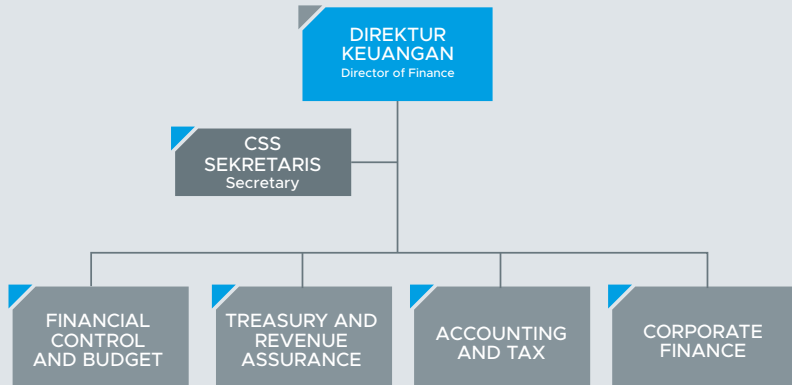 DIREKTUR
KEUANGAN
Director of Finance
CSS
SEKRETARIS
Secretary
FINANCIAL
CONTROL
AND BUDGET
TREASURY AND
REVENUE
ASSURANCE
ACCOUNTING
AND TAX
CORPORATE
FINANCE